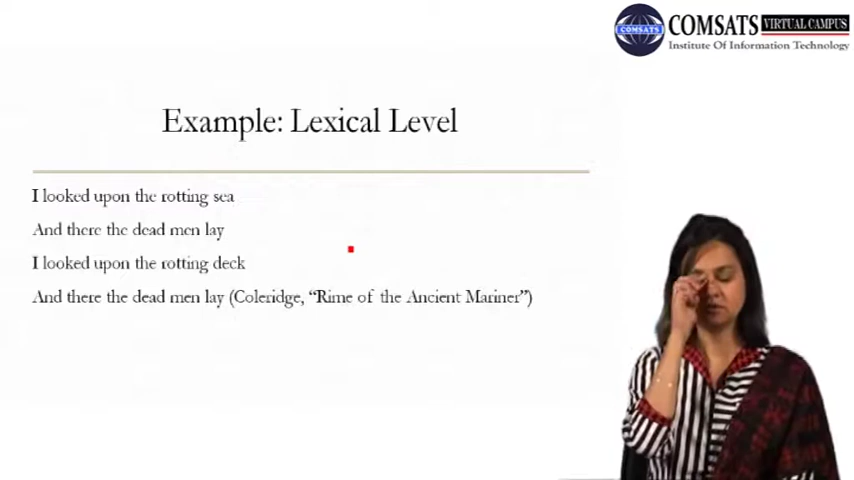 COMSATS VIRTUAL CAMPUS
COMSATS
Institute Of Information Technology
Example: Lexical Level
I looked upon the rotting sea
And there the dead men lay
I looked upon the rotting deck
And there the dead men lay (Coleridge, “Rime of the Ancient Mariner”)